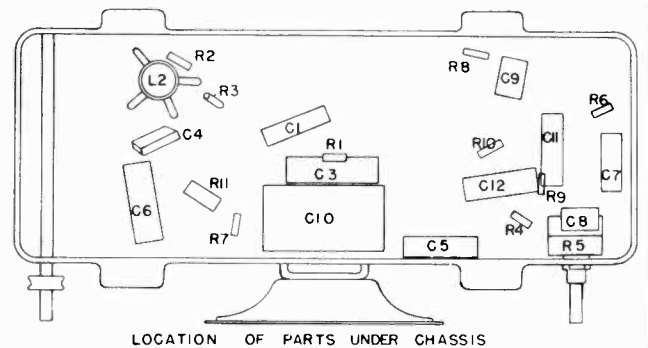 R2
R8
L2
C9
R3
R6
C1
C4
R1
R10
C11
C3
C7
R11
C12
C6
R9
C10
C8
R4
R7
C5
R5
LOCATION OF PARTS UNDER CHASSIS